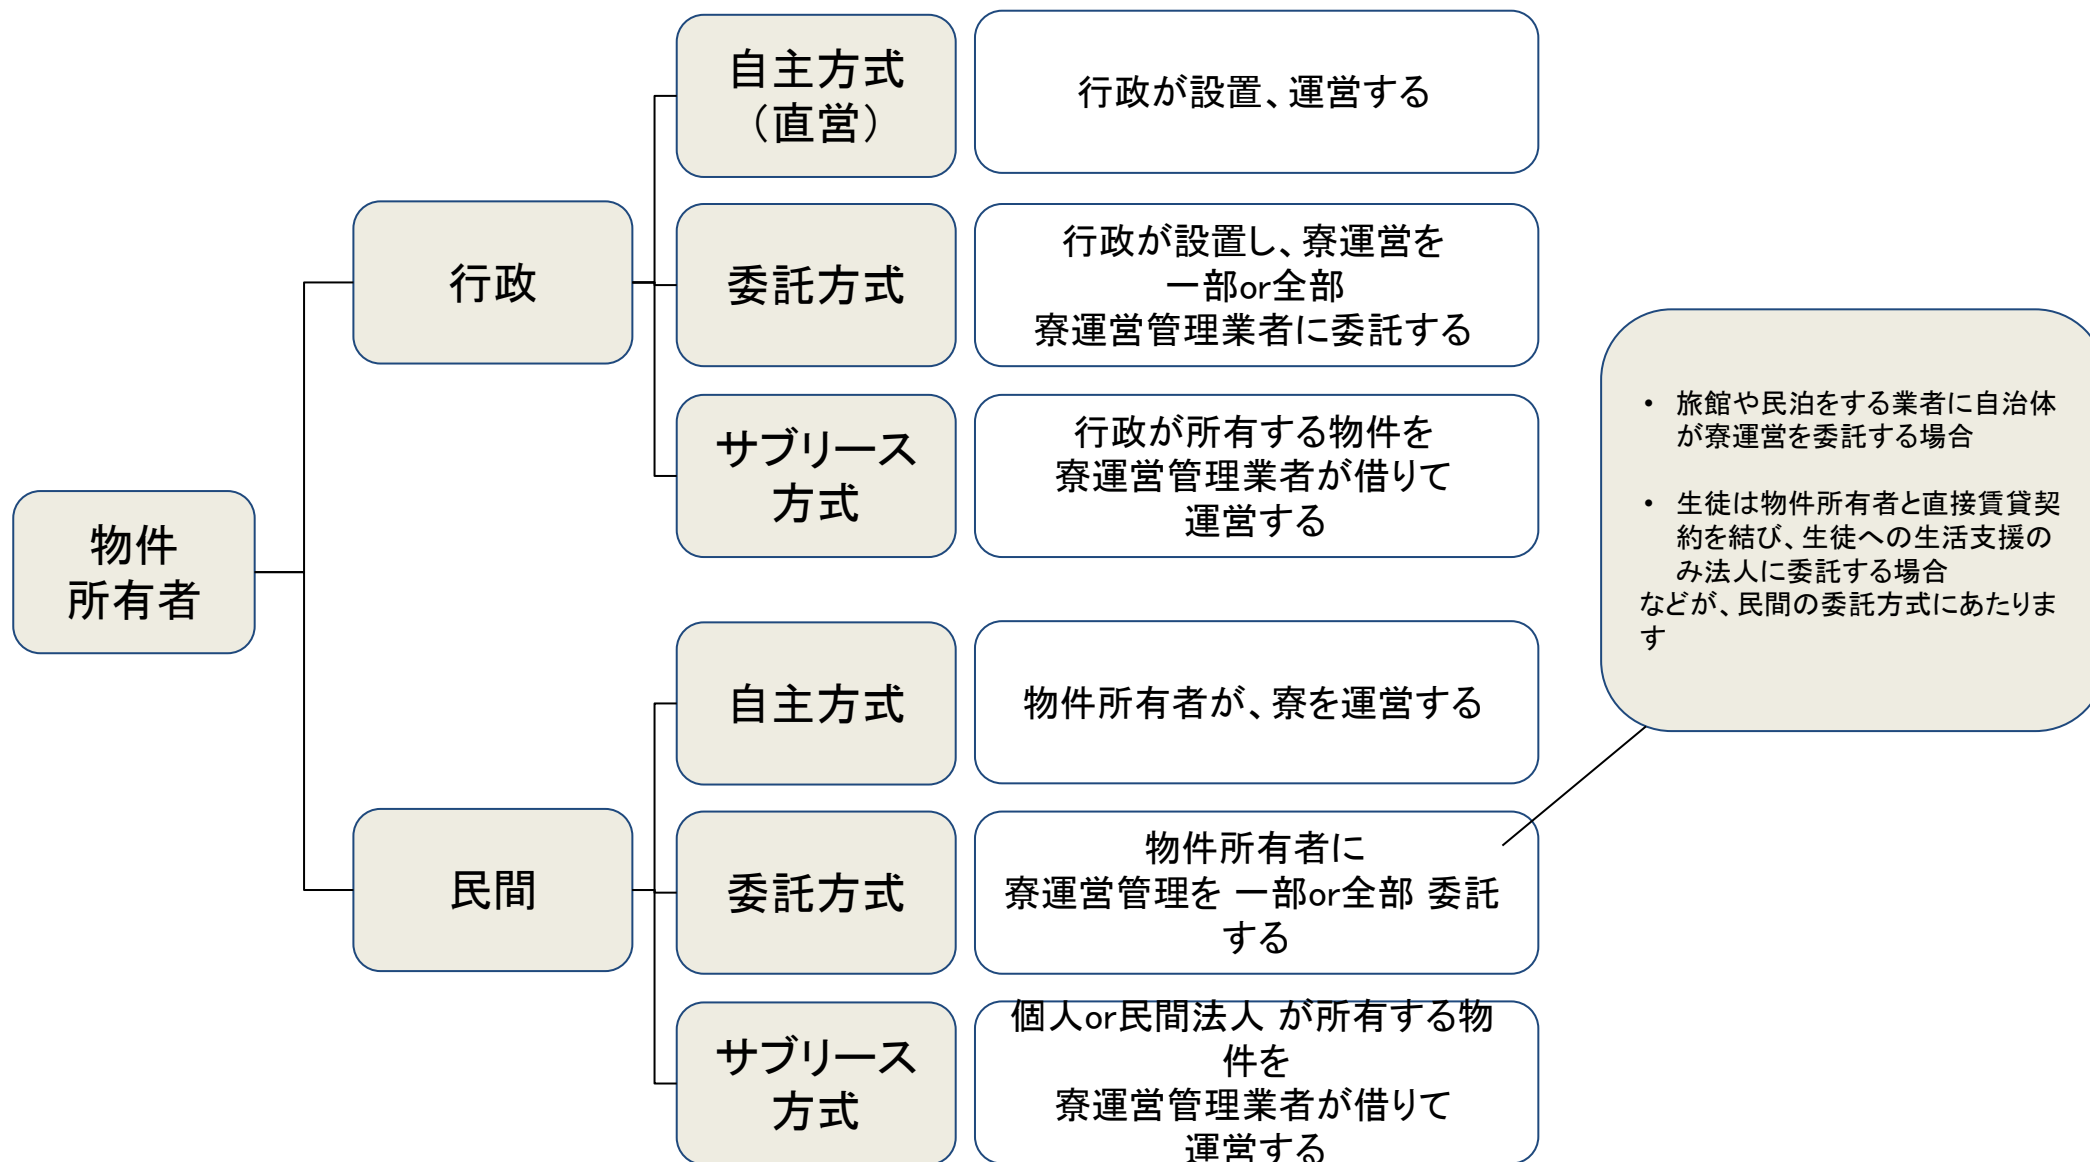 物件
所有者
行政
自主方式
（直営）
行政が設置、運営する
委託方式
行政が設置し、寮運営を
一部or全部
寮運営管理業者に委託する
サブリース
方式
行政が所有する物件を
寮運営管理業者が借りて
運営する
民間
自主方式
物件所有者が、寮を運営する
委託方式
物件所有者に
寮運営管理を 一部or全部 委託
する
サブリース
方式
個人or民間法人 が所有する物
件を
寮運営管理業者が借りて
運営する
• 旅館や民泊をする業者に自治体
が寮運営を委託する場合
• 生徒は物件所有者と直接賃貸契
約を結び、生徒への生活支援の
み法人に委託する場合
などが、民間の委託方式にあたりま
す